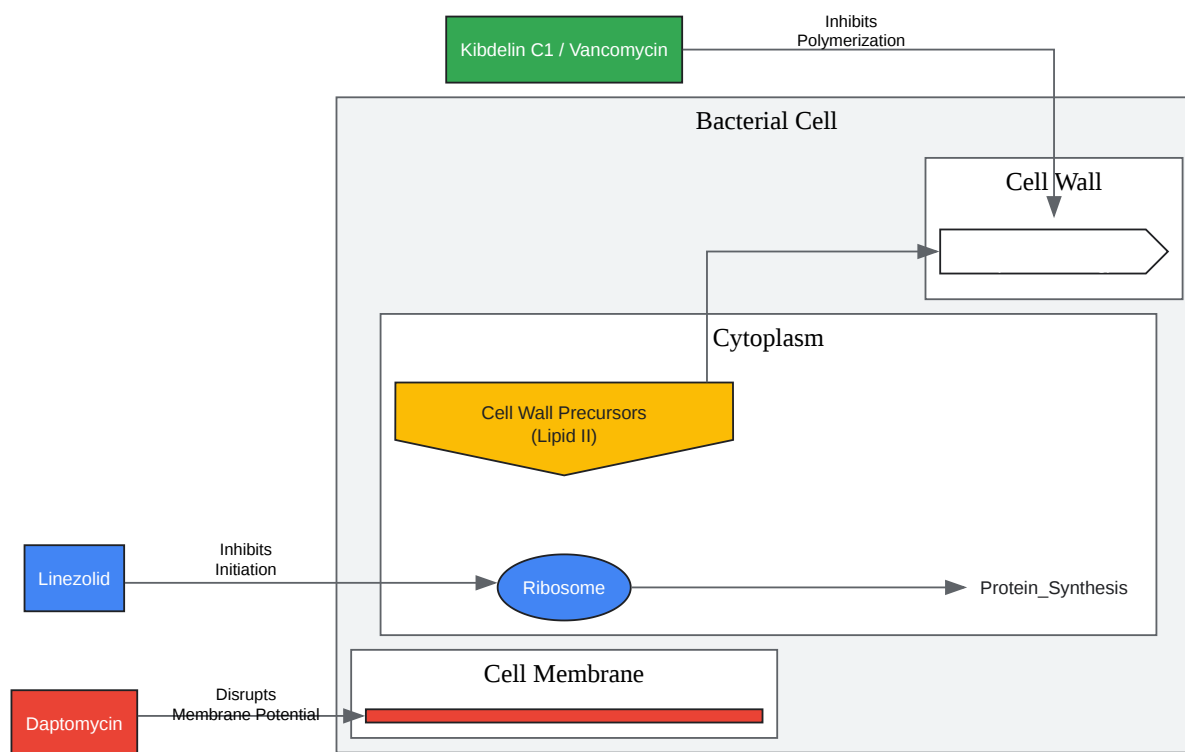 Kibdelin C1 / Vancomycin
Inhibits
Polymerization
Bacterial Cell
Cell Wall
Cytoplasm
Cell Wall Precursors
(Lipid II)
Linezolid
Inhibits
Initiation
Ribosome
Protein_Synthesis
Cell Membrane
Daptomycin
Disrupts
Membrane Potential